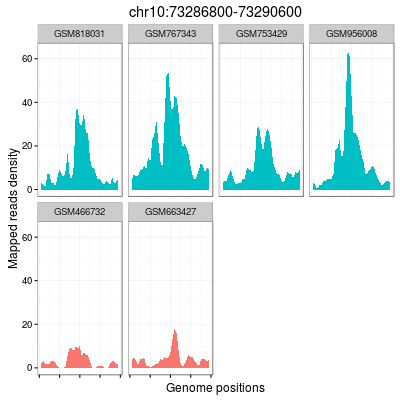 chr10:73286800-73290600
GSM818031 GSM767343 GSM753429 GSM956008
60
40
20
0
Mapped reads density
GSM466732 GSM663427
60
40
20
0
Genome positions